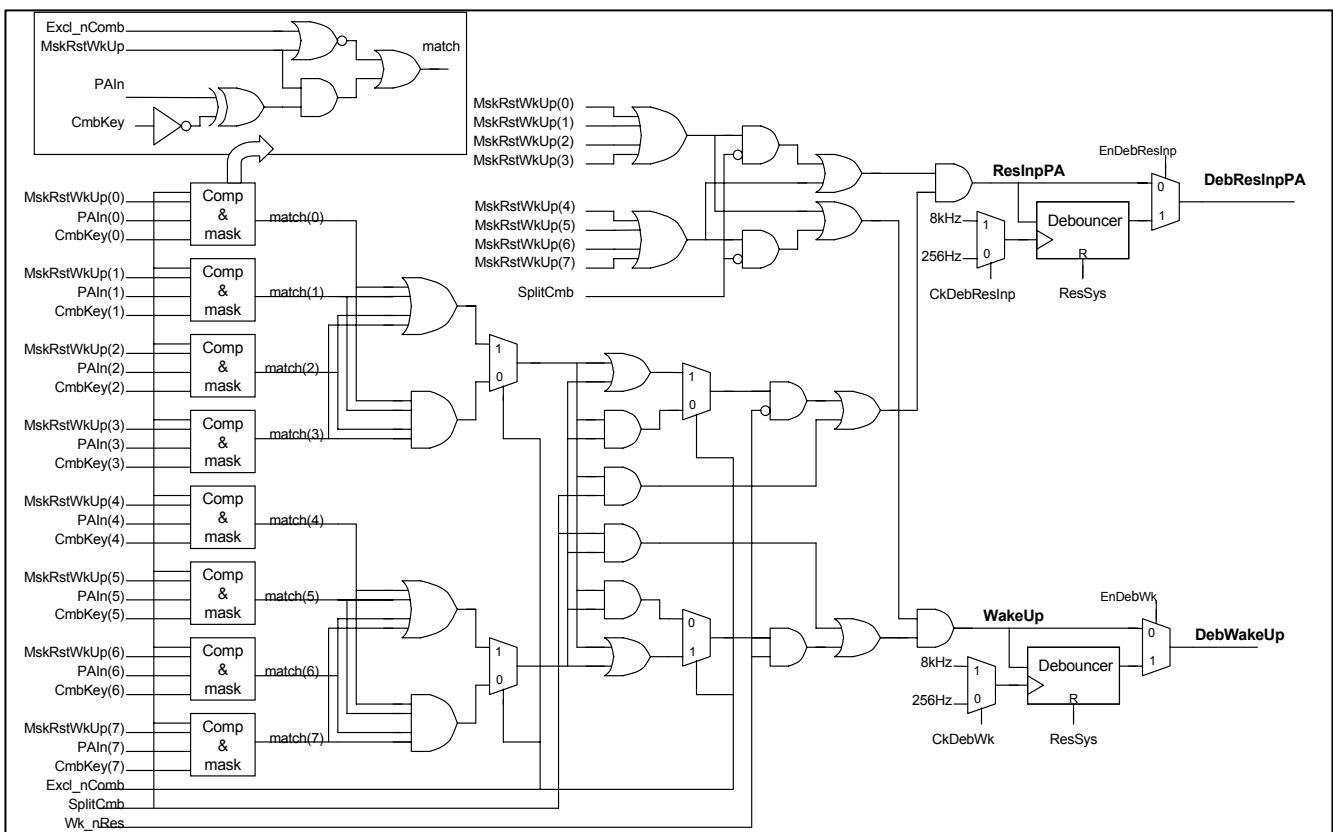 Excl_nComb
MskRstWkUp
match
PAIn
CmbKey
MskRstWkUp(0)
MskRstWkUp(1)
MskRstWkUp(2)
MskRstWkUp(3)
MskRstWkUp(4)
MskRstWkUp(5)
MskRstWkUp(6)
MskRstWkUp(7)
SplitCmb
ResInpPA
EnDebResInp
DebResInpPA
0
1
8kHz
256Hz
1
0
CkDebResInp
Debouncer
R
ResSys
MskRstWkUp(0)
PAIn(0)
CmbKey(0)
Comp
&
mask
match(0)
MskRstWkUp(1)
PAIn(1)
CmbKey(1)
Comp
&
mask
match(1)
MskRstWkUp(2)
PAIn(2)
CmbKey(2)
Comp
&
mask
match(2)
MskRstWkUp(3)
PAIn(3)
CmbKey(3)
Comp
&
mask
match(3)
MskRstWkUp(4)
PAIn(4)
CmbKey(4)
Comp
&
mask
match(4)
MskRstWkUp(5)
PAIn(5)
CmbKey(5)
Comp
&
mask
match(5)
MskRstWkUp(6)
PAIn(6)
CmbKey(6)
Comp
&
mask
match(6)
MskRstWkUp(7)
PAIn(7)
CmbKey(7)
Comp
&
mask
match(7)
1
0
1
0
1
0
0
1
WakeUp
EnDebWk
DebWakeUp
0
1
8kHz
256Hz
1
0
CkDebWk
Debouncer
R
ResSys
Excl_nComb
SplitCmb
Wk_nRes